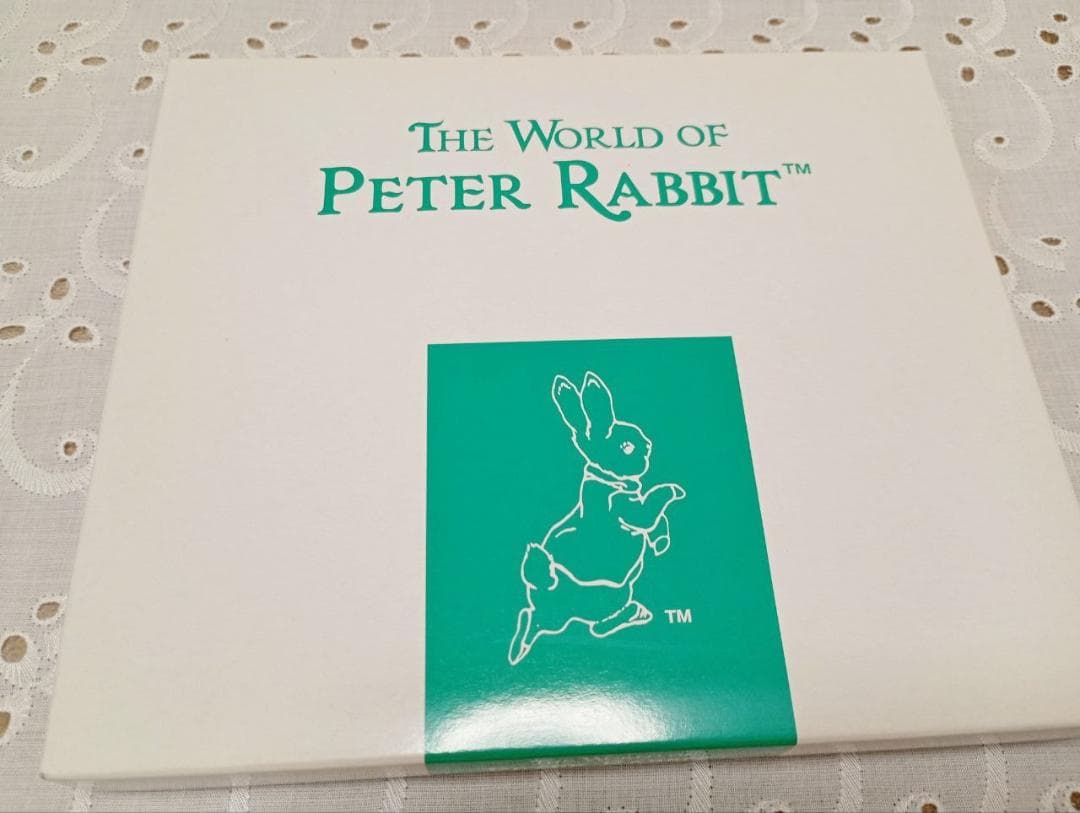 THE WORLD OF
PETER RABBIT™
TM